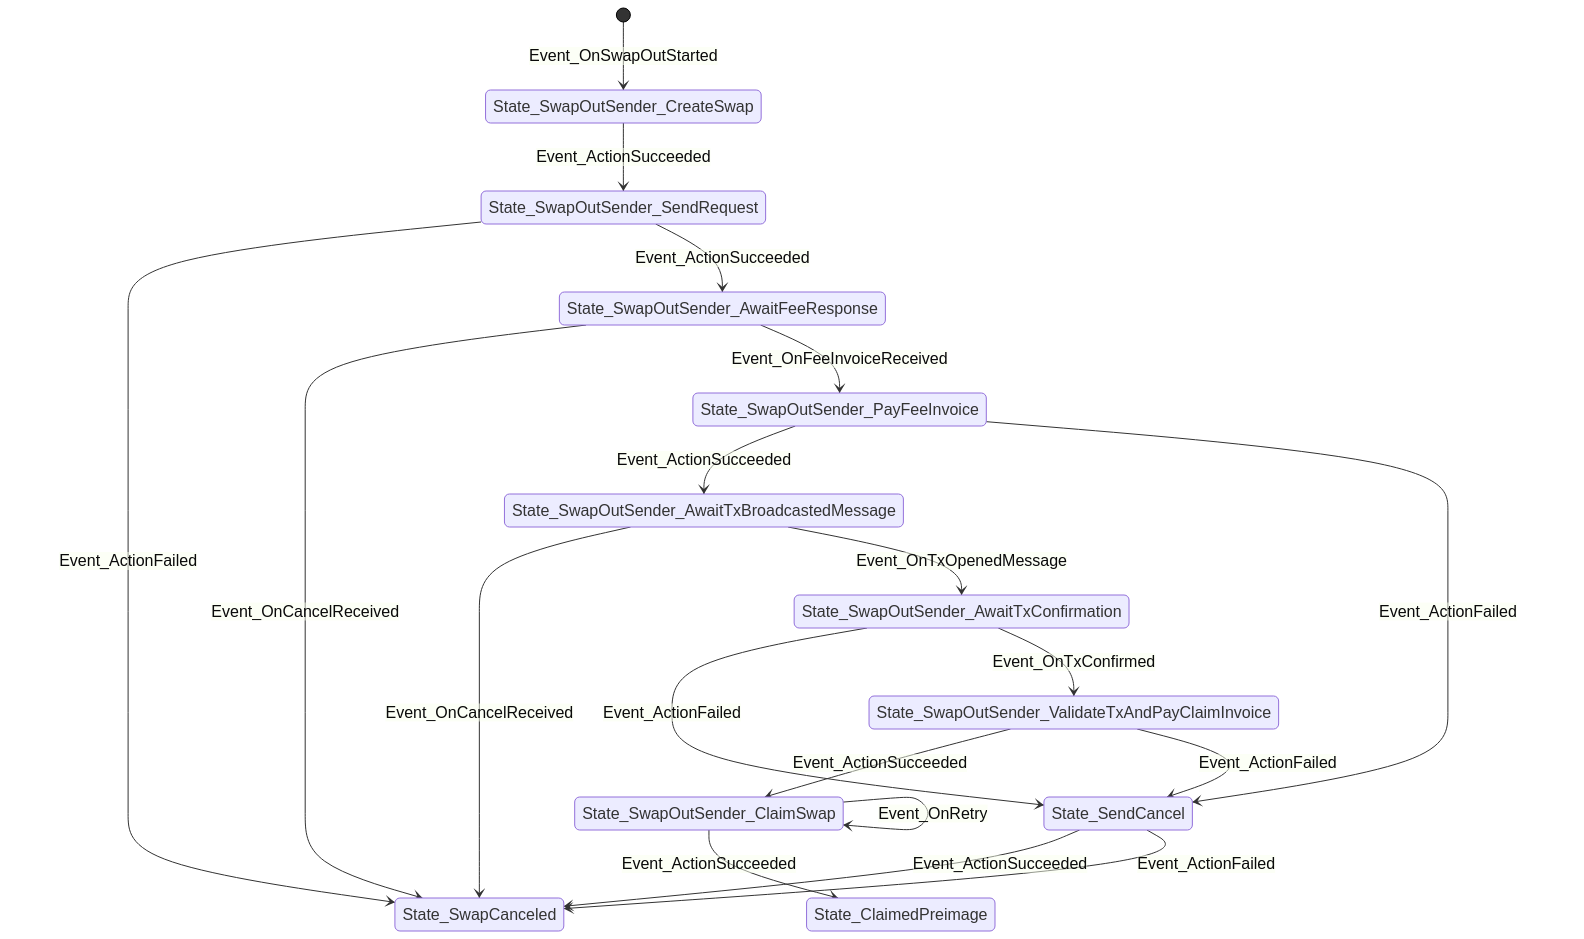 Event_OnSwapOutStarted
State_SwapOutSender_CreateSwap
Event_ActionSucceeded
State_SwapOutSender_SendRequest
Event_ActionSucceeded
State_SwapOutSender_AwaitFeeResponse
Event_OnFeeInvoiceReceived
State_SwapOutSender_PayFeeInvoice
Event_ActionSucceeded
State_SwapOutSender_AwaitTxBroadcastedMessage
Event_ActionFailed
Event_OnTxOpenedMessage
Event_OnCancelReceived
State_SwapOutSender_AwaitTxConfirmation
Event_ActionFailed
Event_OnTxConfirmed
Event_OnCancelReceived
Event_ActionFailed
State_SwapOutSender_ValidateTxAndPayClaimInvoice
Event_ActionSucceeded
Event_ActionFailed
State_SwapOutSender_ClaimSwap
Event_OnRetry
State_SendCancel
Event_ActionSucceeded
Event_ActionSucceeded
Event_ActionFailed
State_SwapCanceled
State_ClaimedPreimage